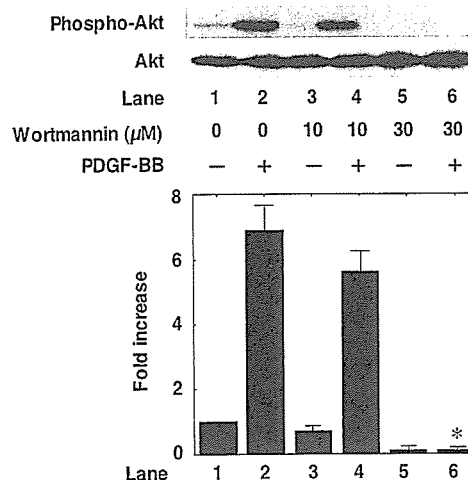 Phospho-Akt
Akt
Lane 1 2 3 4 5 6
Wortmannin (μM) 0 0 10 10 30 30
PDGF-BB − + − + − +
8
6
4
2
0
Fold increase
*
Lane 1 2 3 4 5 6